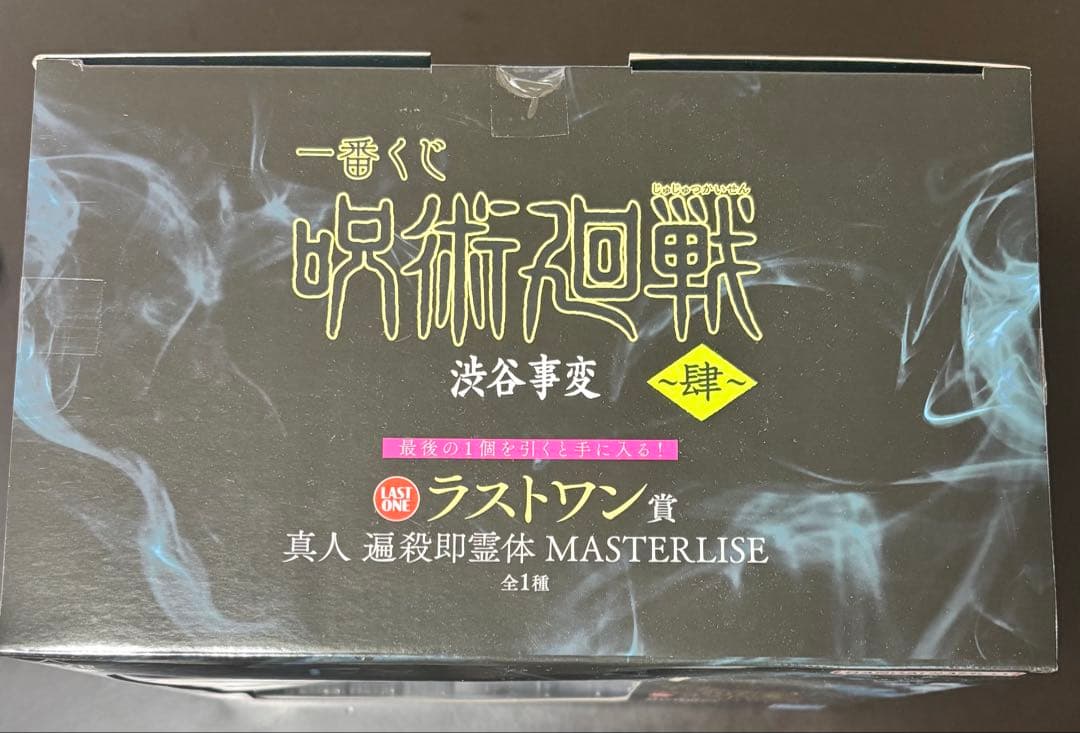 一番くじ
じゅじゅつかいせん
呪術廻戦
渋谷事変
~肆~
最後の1個を引くと手に入る!
LAST
ONE
ラストワン賞
真人 遍殺即霊体 MASTERLISE
全1種